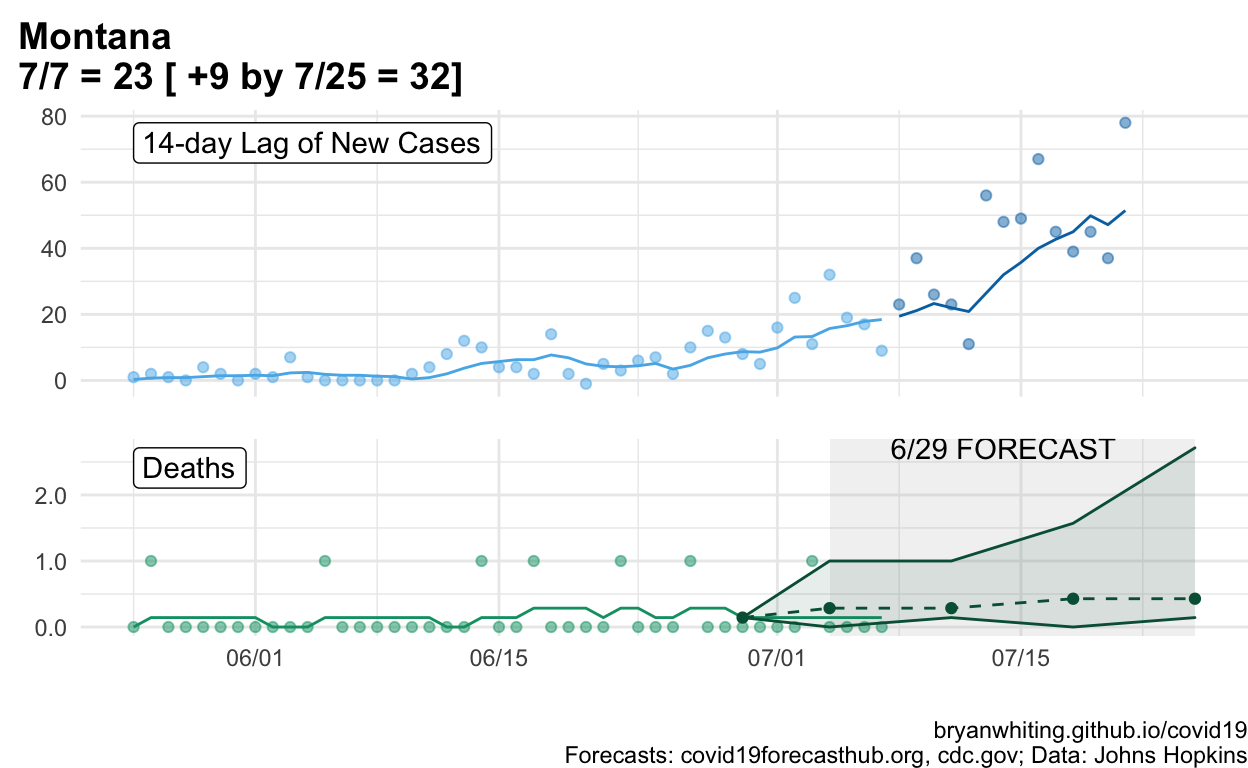 Montana
7/7 = 23 [ +9 by 7/25 = 32]
80
14-day Lag of New Cases
60
40
20
0
6/29 FORECAST
Deaths
2.0
1.0
0.0
06/01 06/15 07/01 07/15
bryanwhiting.github.io/covid19
Forecasts: covid19forecasthub.org, cdc.gov; Data: Johns Hopkins